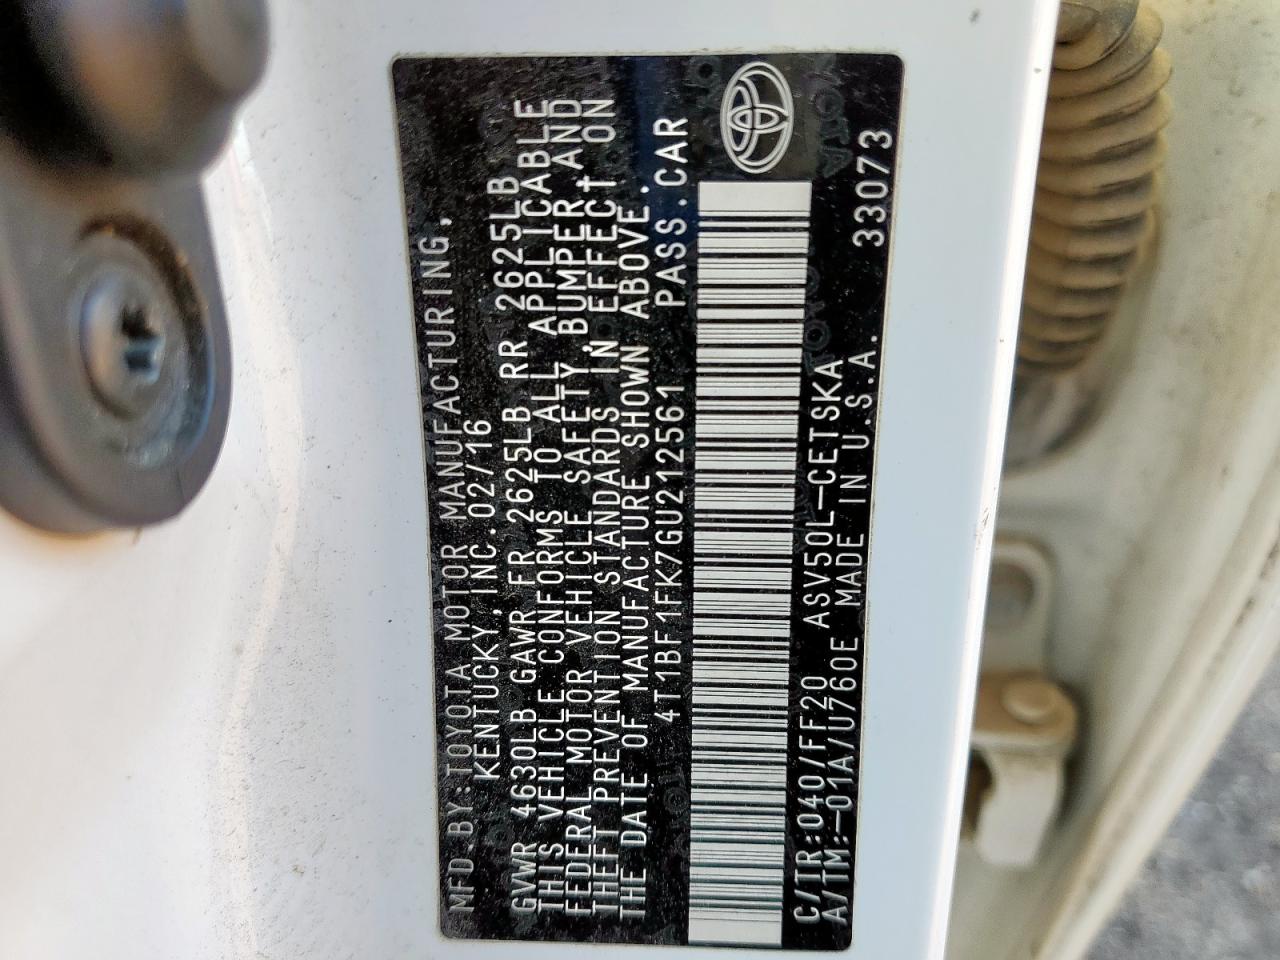 MFD.BY:TOYOTA MOTOR MANUFACTURING,
KENTUCKY,INC.02/16
GVWR 4630LB GAWR FR 2625LB RR 2625LB
THIS VEHICLE CONFORMS TO ALL APPLICABLE
FEDERAL MOTOR VEHICLE SAFETY,BUMPER,AND
THEFT PREVENTION STANDARDS IN EFFECT ON
THE DATE OF MANUFACTURE SHOWN ABOVE.
4T1BF1FK7GU212561 PASS.CAR
C/TR:040/FF20 ASV50L-CETSKA
A/TM:-01A/U760E MADE IN U.S.A.
33073